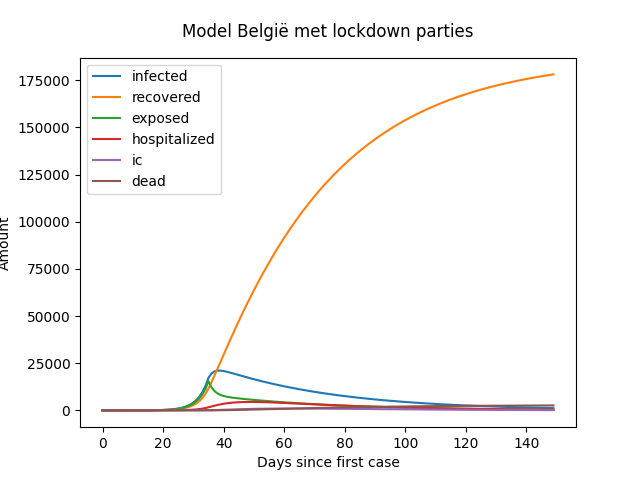 Model België met lockdown parties
infected
recovered
exposed
hospitalized
ic
dead
175000
150000
125000
100000
75000
50000
25000
0
Amount
0 20 40 60 80 100 120 140
Days since first case